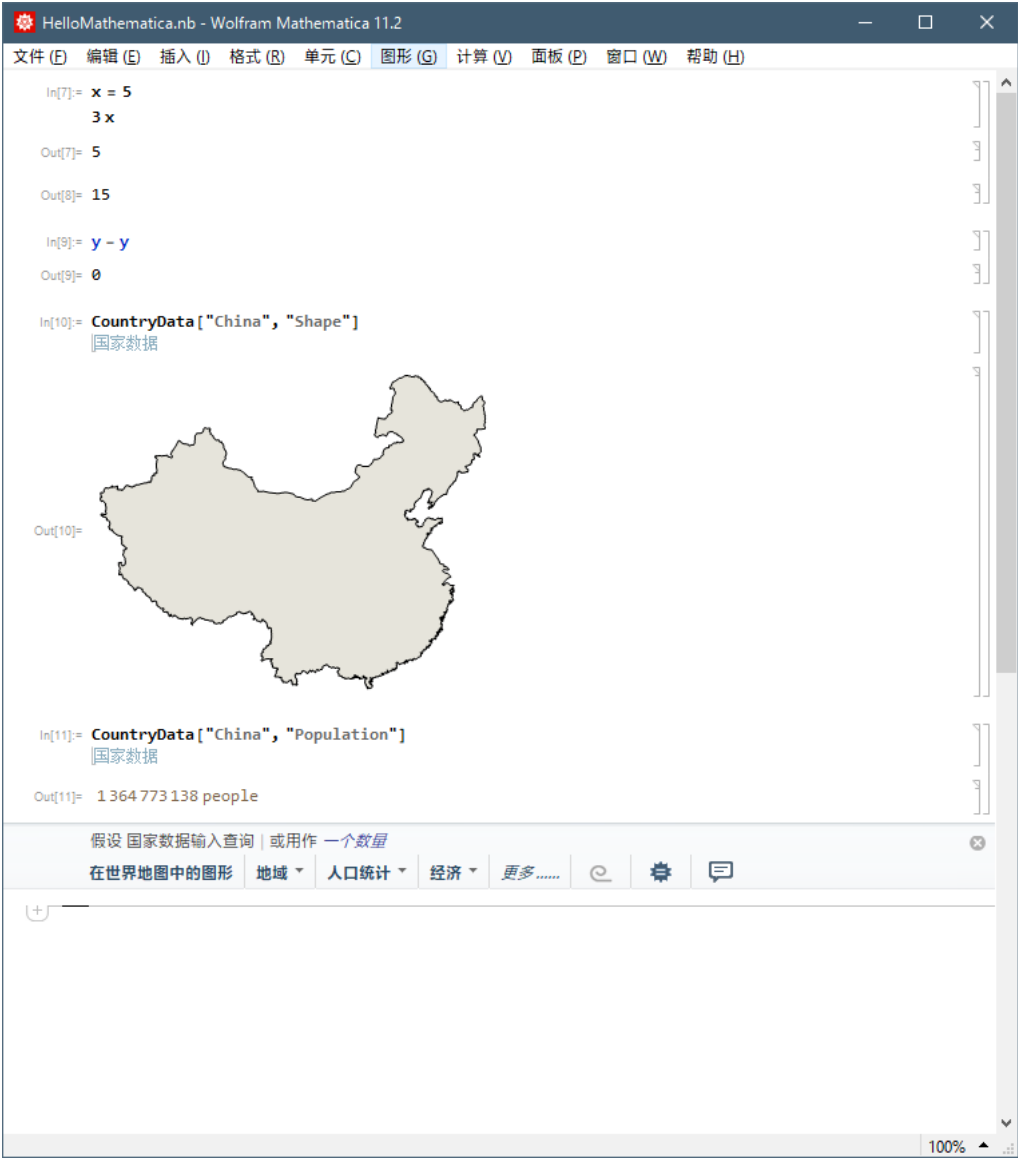 HelloMathematica.nb - Wolfram Mathematica 11.2
文件 (F) 编辑 (E) 插入 (I) 格式 (R) 单元 (C) 图形 (G) 计算 (V) 面板 (P) 窗口 (W) 帮助 (H)
In[7]:= x = 5
3 x
Out[7]= 5
Out[8]= 15
In[9]:= y - y
Out[9]= 0
In[10]:= CountryData["China", "Shape"]
国家数据
Out[10]=
In[11]:= CountryData["China", "Population"]
国家数据
Out[11]= 1 364 773 138 people
假设 国家数据输入查询 | 或用作 一个数量
在世界地图中的图形 地域 人口统计 经济 更多......
100%